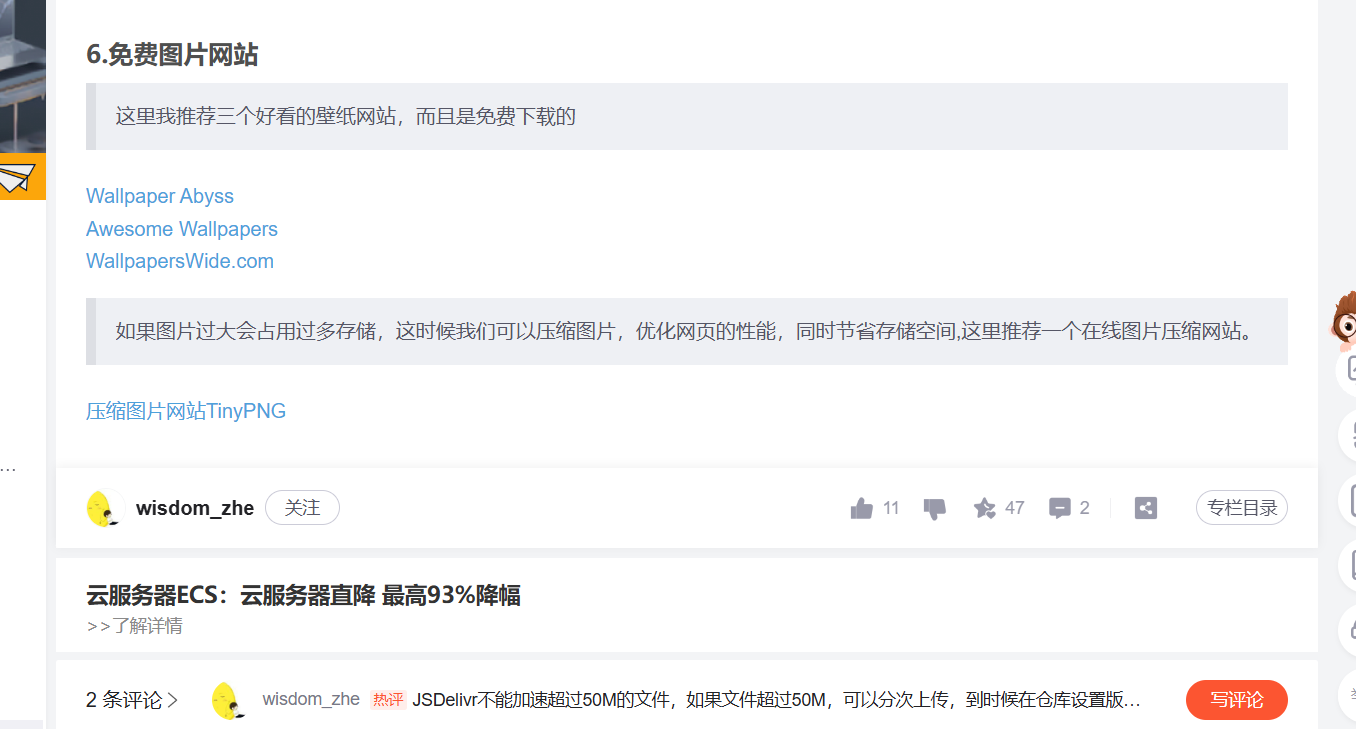 6.免费图片网站
这里我推荐三个好看的壁纸网站，而且是免费下载的
Wallpaper Abyss
Awesome Wallpapers
WallpapersWide.com
如果图片过大会占用过多存储，这时候我们可以压缩图片，优化网页的性能，同时节省存储空间,这里推荐一个在线图片压缩网站。
压缩图片网站TinyPNG
...
wisdom_zhe 关注 11 47 2 专栏目录
云服务器ECS：云服务器直降 最高93%降幅
>>了解详情
2 条评论 wisdom_zhe 热评 JSDelivr不能加速超过50M的文件，如果文件超过50M，可以分次上传，到时候在仓库设置版… 写评论